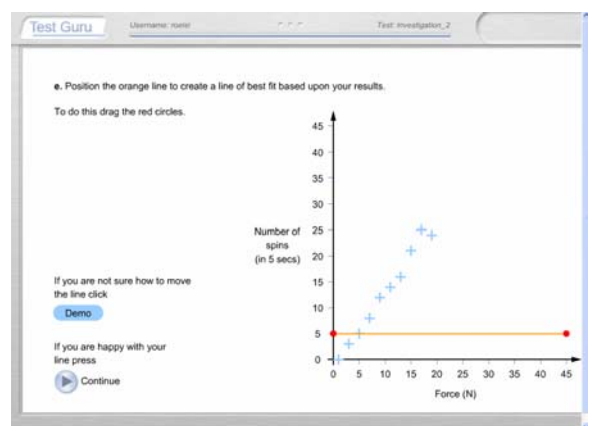 Test Guru
Username: rosie
Test: Investigation_2
e. Position the orange line to create a line of best fit based upon your results.
To do this drag the red circles.
45
40
35
30
Number of
spins
(in 5 secs)
25
20
15
10
5
0
If you are not sure how to move
the line click
Demo
If you are happy with your
line press
Continue
0 5 10 15 20 25 30 35 40 45
Force (N)